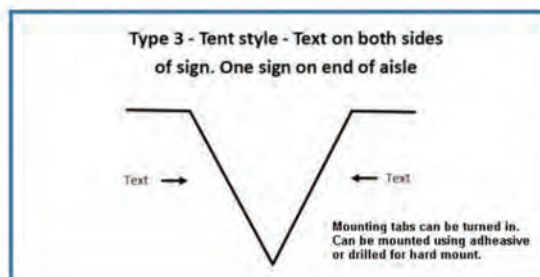 Type 3 - Tent style - Text on both sides
of sign. One sign on end of aisle
Text
Text
Mounting tabs can be turned in.
Can be mounted using adheasive
or drilled for hard mount.